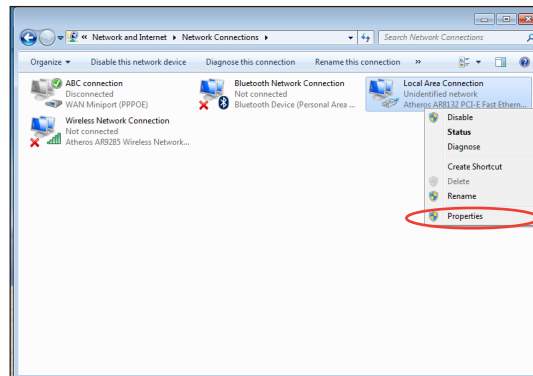 « Network and Internet ▸ Network Connections ▸
Search Network Connections
Organize ▾ Disable this network device Diagnose this connection Rename this connection »
ABC connection
Disconnected
WAN Miniport (PPPOE)
Bluetooth Network Connection
Not connected
Bluetooth Device (Personal Area ...
Local Area Connection
Unidentified network
Atheros AR8132 PCI-E Fast Ethern...
Wireless Network Connection
Not connected
Atheros AR9285 Wireless Network...
Disable
Status
Diagnose
Create Shortcut
Delete
Rename
Properties